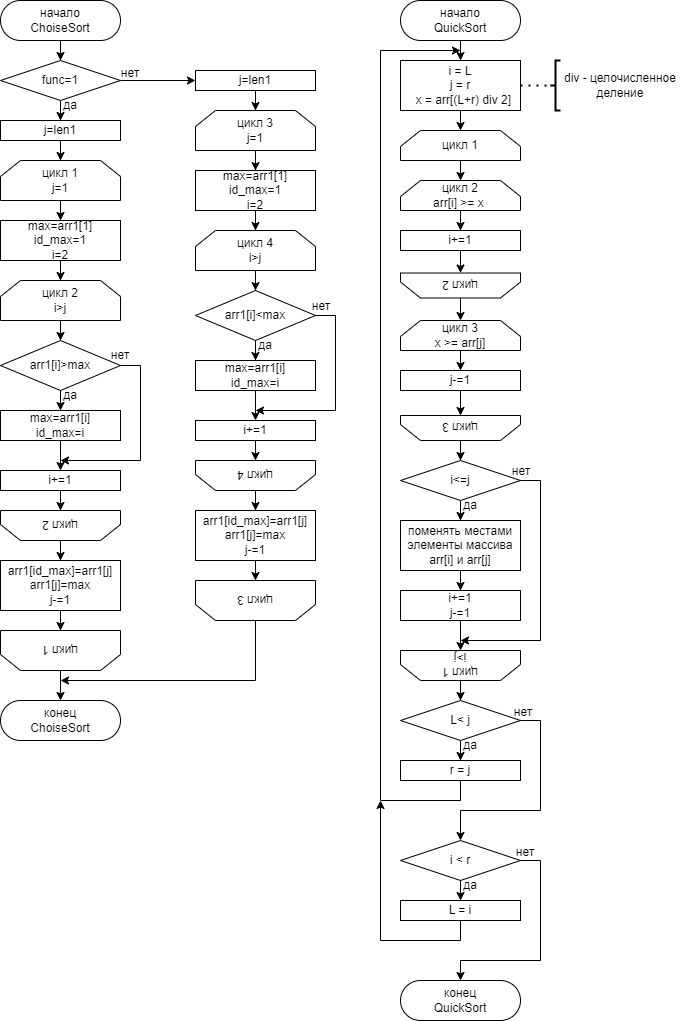 начало
ChoiseSort
func=1
нет
да
j=len1
цикл 1
j=1
max=arr1[1]
id_max=1
i=2
цикл 2
i>j
arr1[i]>max
нет
да
max=arr1[i]
id_max=i
i+=1
цикл 2
arr1[id_max]=arr1[j]
arr1[j]=max
j-=1
цикл 1
конец
ChoiseSort
j=len1
цикл 3
j=1
max=arr1[1]
id_max=1
i=2
цикл 4
i>j
arr1[i]<max
нет
да
max=arr1[i]
id_max=i
i+=1
цикл 4
arr1[id_max]=arr1[j]
arr1[j]=max
j-=1
цикл 3
начало
QuickSort
i = L
j = r
x = arr[(L+r) div 2]
div - целочисленное
деление
цикл 1
цикл 2
arr[i] >= x
i+=1
цикл 2
цикл 3
x >= arr[j]
j-=1
цикл 3
i<=j
нет
да
поменять местами
элементы массива
arr[i] и arr[j]
i+=1
j-=1
цикл 1
i>j
L< j
нет
да
r = j
i < r
нет
да
L = i
конец
QuickSort